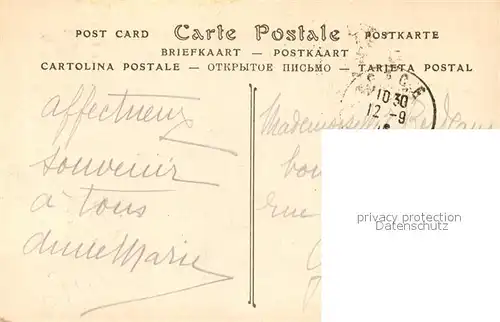 POST CARD Carte Postale POSTKARTE
BRIEFKAART — POSTKAART
CARTOLINA POSTALE — ОТКРЫТОЕ ПИСЬМО — TARJETA POSTAL
10 30
12 - 9
affectueux
souvenir
à tous
Anne Marie
Mademoiselle
rue
privacy protection
Datenschutz